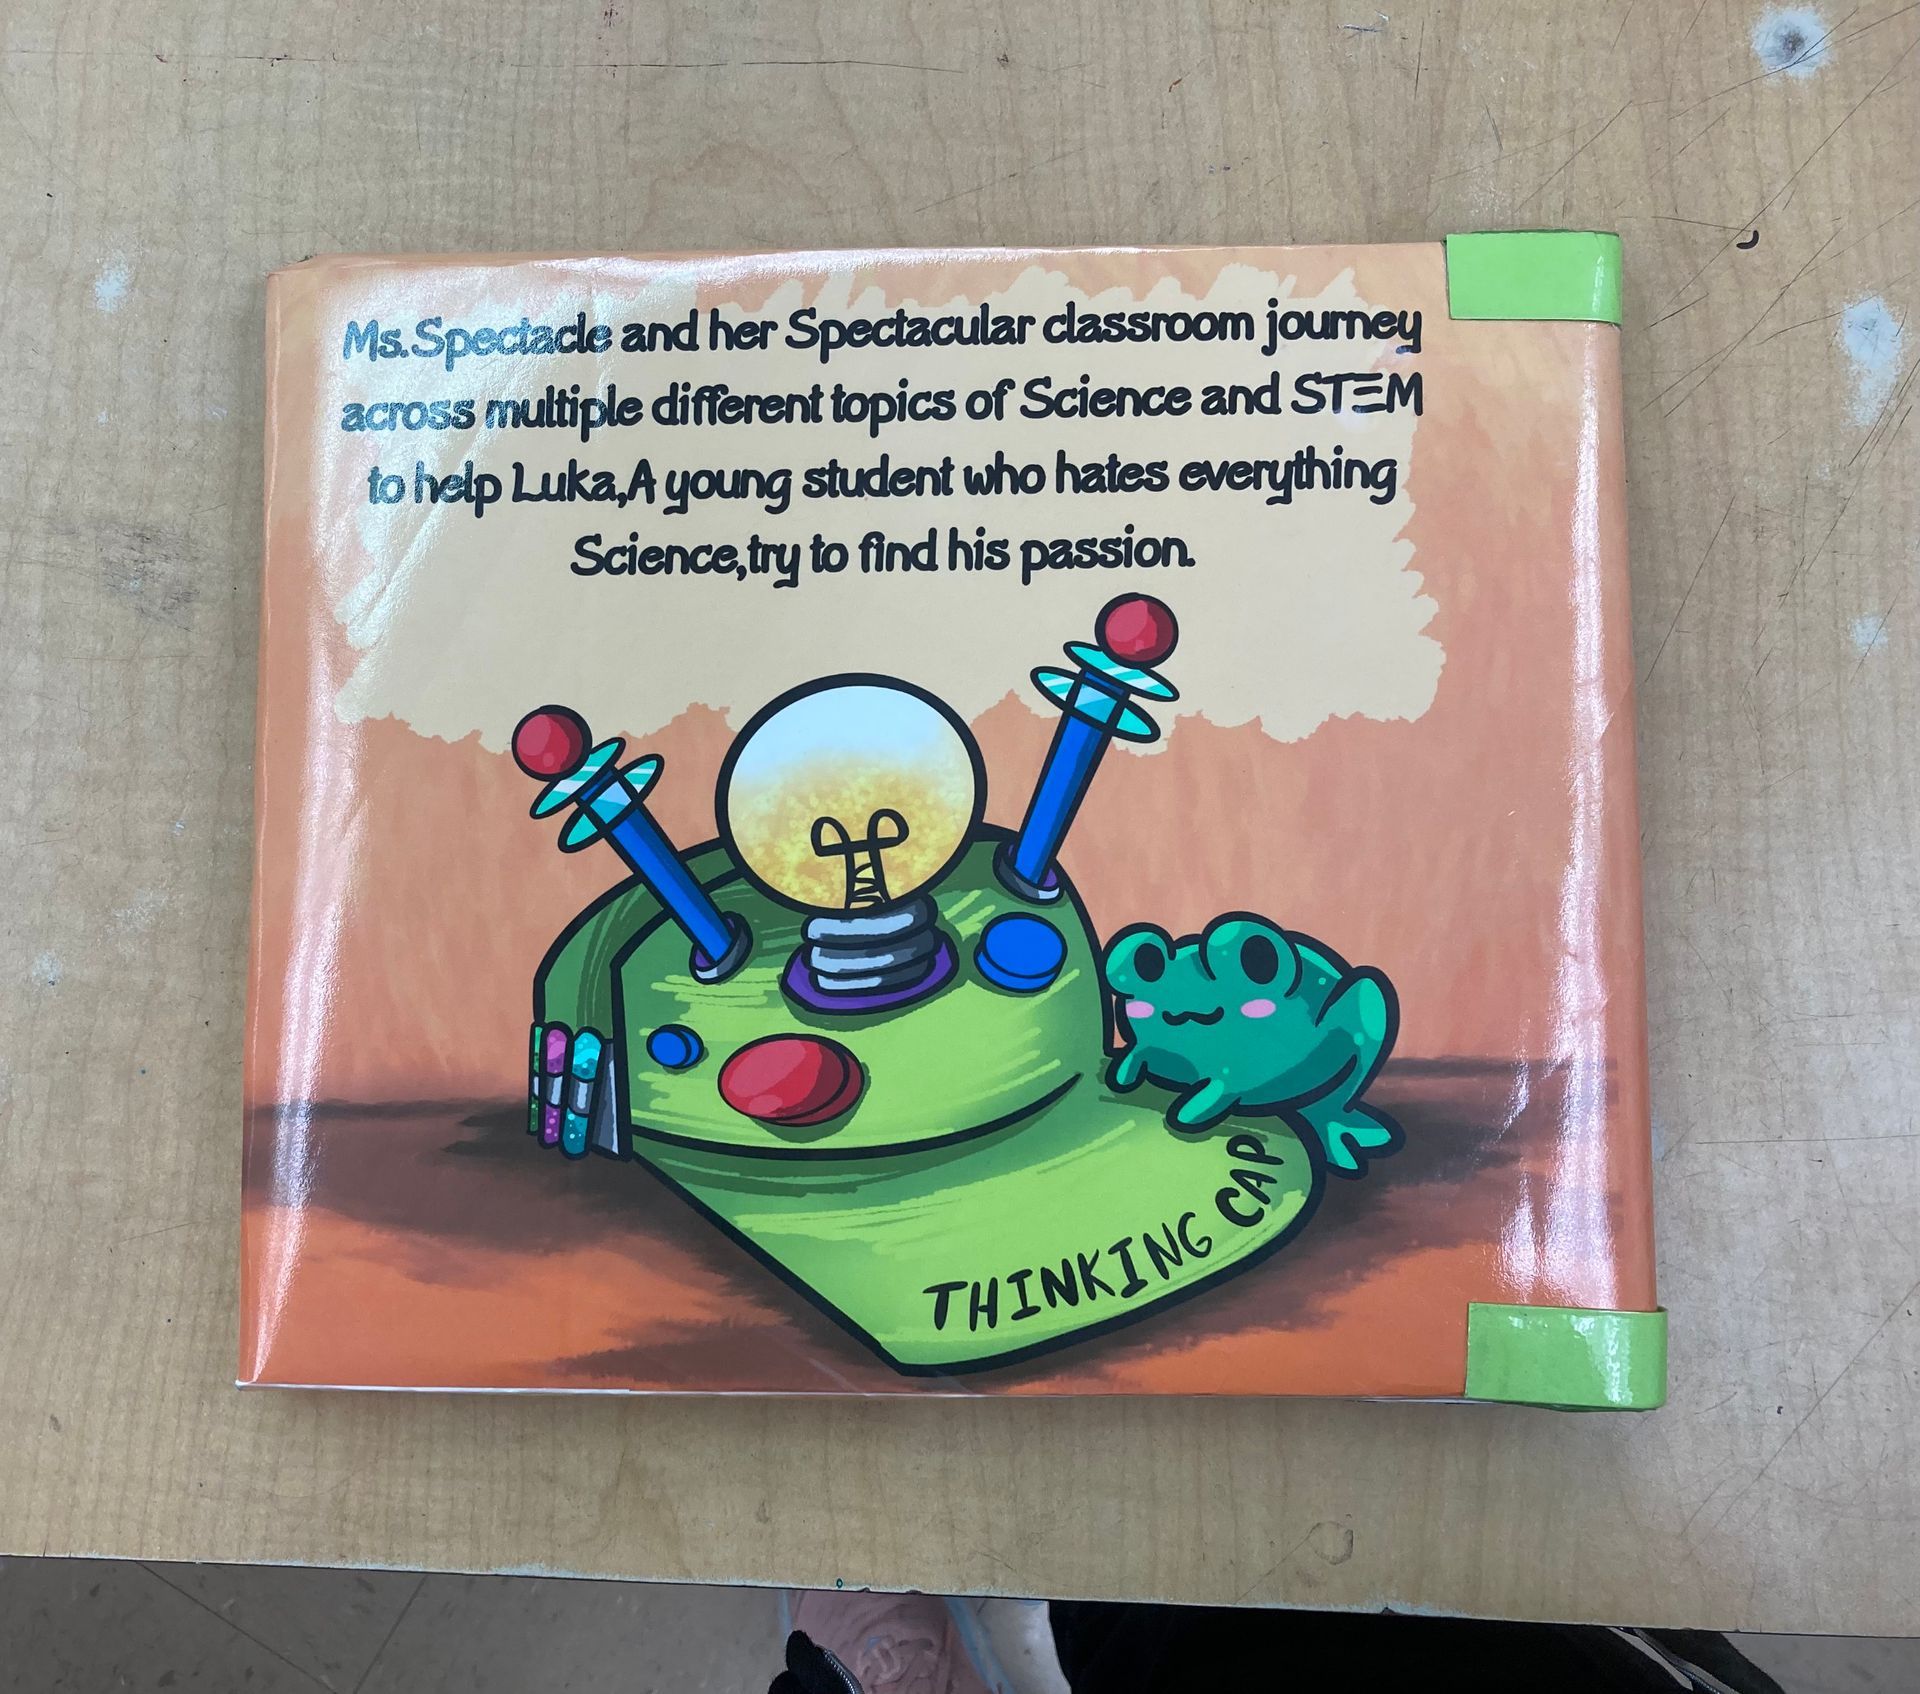 Ms.Spectacle and her Spectacular classroom journey
across multiple different topics of Science and STEM
to help Luka,A young student who hates everything
Science,try to find his passion.
THINKING CAP